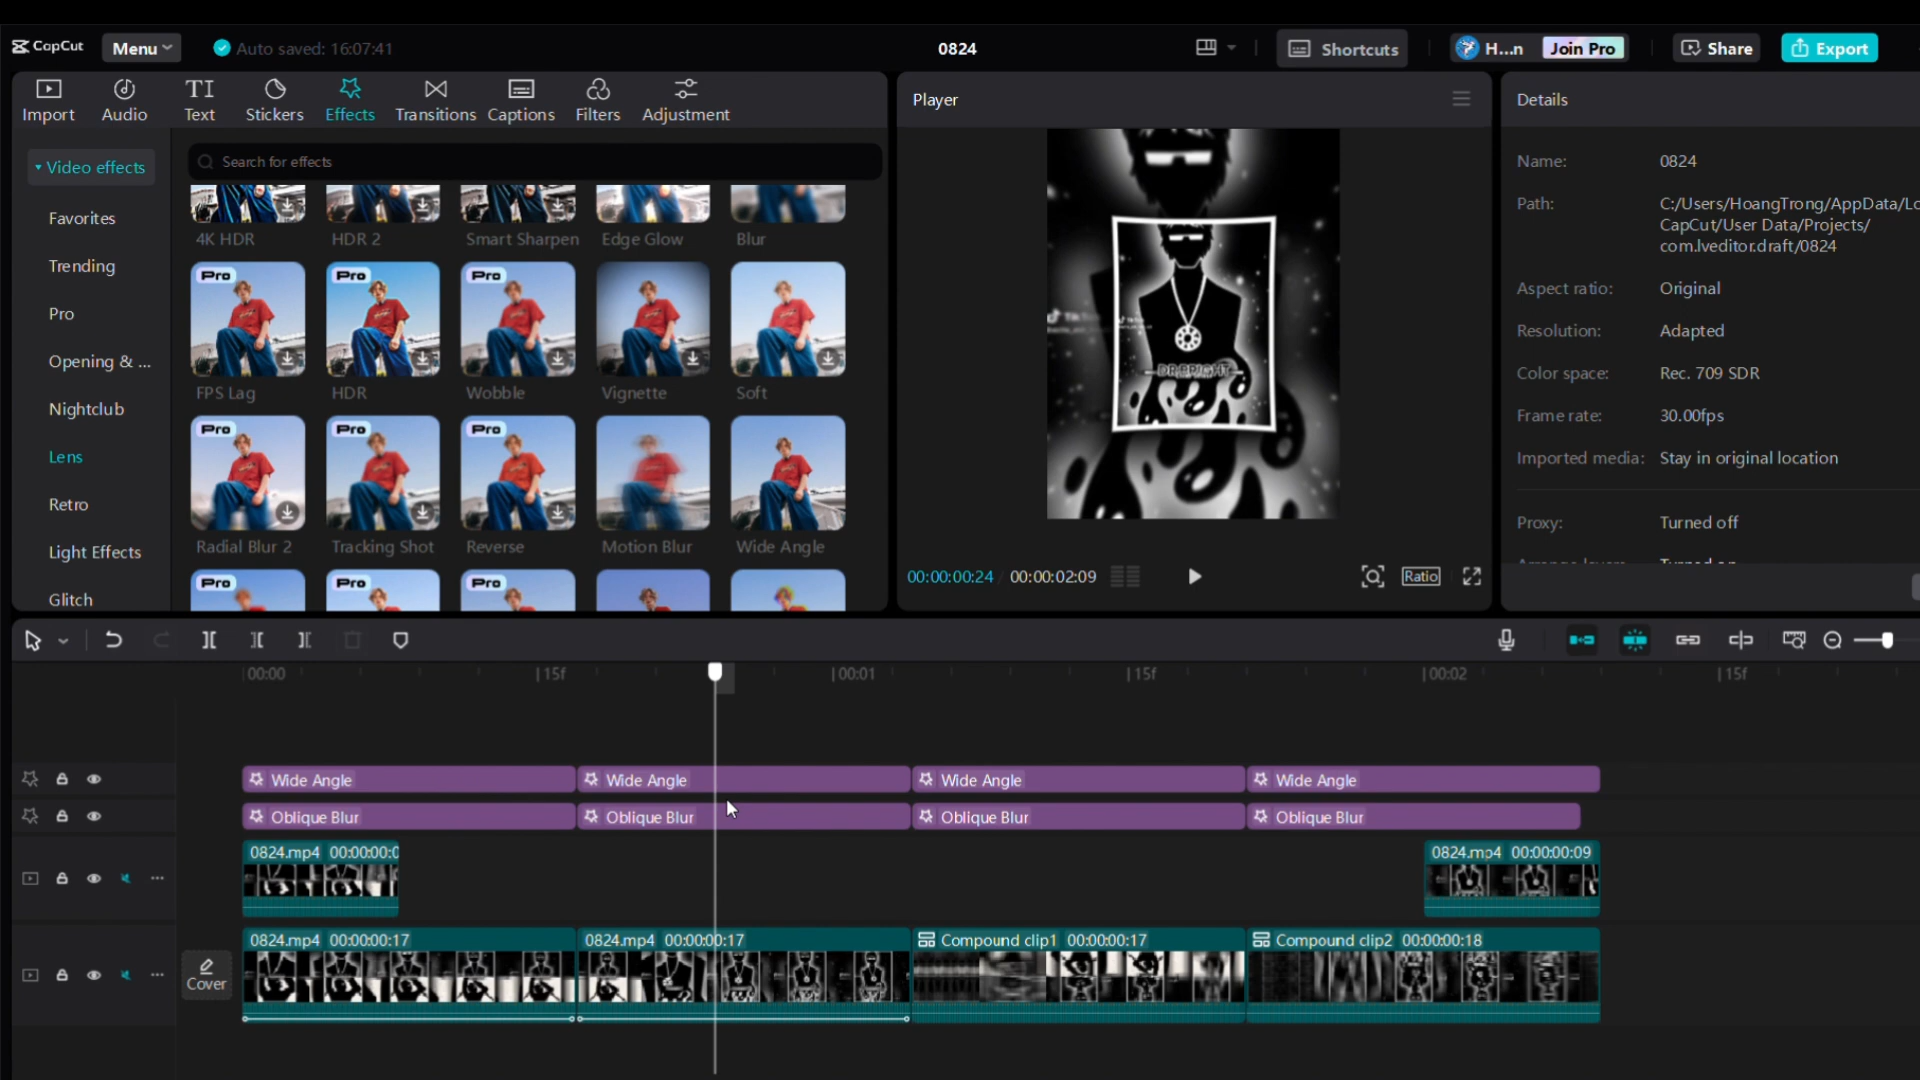 CapCut
Menu
Auto saved: 16:07:41
0824
Shortcuts
H...n
Join Pro
Share
Export
Import
Audio
Text
Stickers
Effects
Transitions
Captions
Filters
Adjustment
Player
Details
Video effects
Search for effects
Name:
0824
Path:
C:/Users/HoangTrong/AppData/Lo
CapCut/User Data/Projects/
com.lveditor.draft/0824
Favorites
Trending
Pro
Opening & ...
Nightclub
Lens
Retro
Light Effects
Glitch
4K HDR
HDR 2
Smart Sharpen
Edge Glow
Blur
Pro
Pro
Pro
FPS Lag
HDR
Wobble
Vignette
Soft
Pro
Pro
Pro
Radial Blur 2
Tracking Shot
Reverse
Motion Blur
Wide Angle
Pro
Pro
Pro
DR.BRIGHT
Aspect ratio:
Original
Resolution:
Adapted
Color space:
Rec. 709 SDR
Frame rate:
30.00fps
Imported media:
Stay in original location
Proxy:
Turned off
00:00:00:24
00:00:02:09
Ratio
00:00
15f
00:01
15f
00:02
15f
Wide Angle
Wide Angle
Wide Angle
Wide Angle
Oblique Blur
Oblique Blur
Oblique Blur
Oblique Blur
0824.mp4 00:00:00:0
0824.mp4 00:00:00:09
Cover
0824.mp4 00:00:00:17
0824.mp4 00:00:00:17
Compound clip1 00:00:00:17
Compound clip2 00:00:00:18